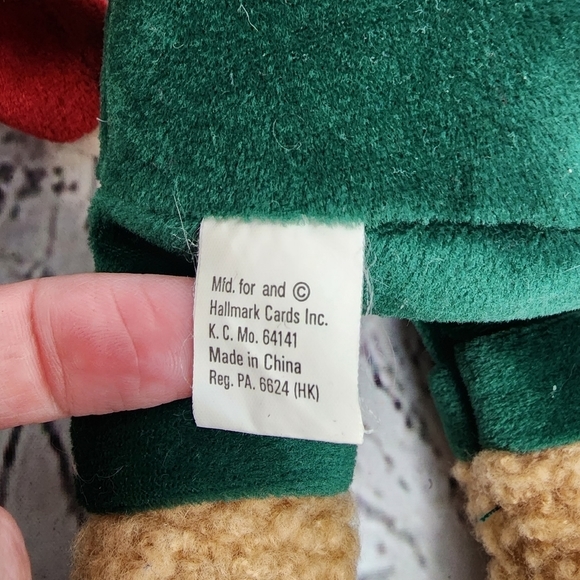 Mfd. for and ©
Hallmark Cards Inc.
K. C. Mo. 64141
Made in China
Reg. PA. 6624 (HK)